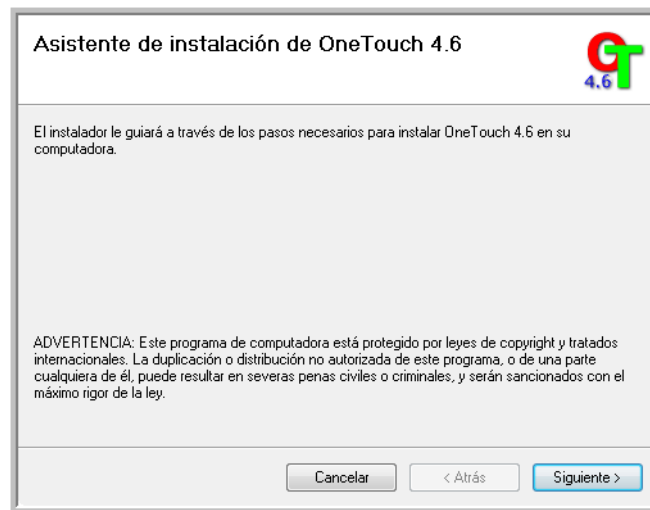 Asistente de instalación de OneTouch 4.6
OT
4.6
El instalador le guiará a través de los pasos necesarios para instalar OneTouch 4.6 en su
computadora.
ADVERTENCIA: Este programa de computadora está protegido por leyes de copyright y tratados
internacionales. La duplicación o distribución no autorizada de este programa, o de una parte
cualquiera de él, puede resultar en severas penas civiles o criminales, y serán sancionados con el
máximo rigor de la ley.
Cancelar < Atrás Siguiente >